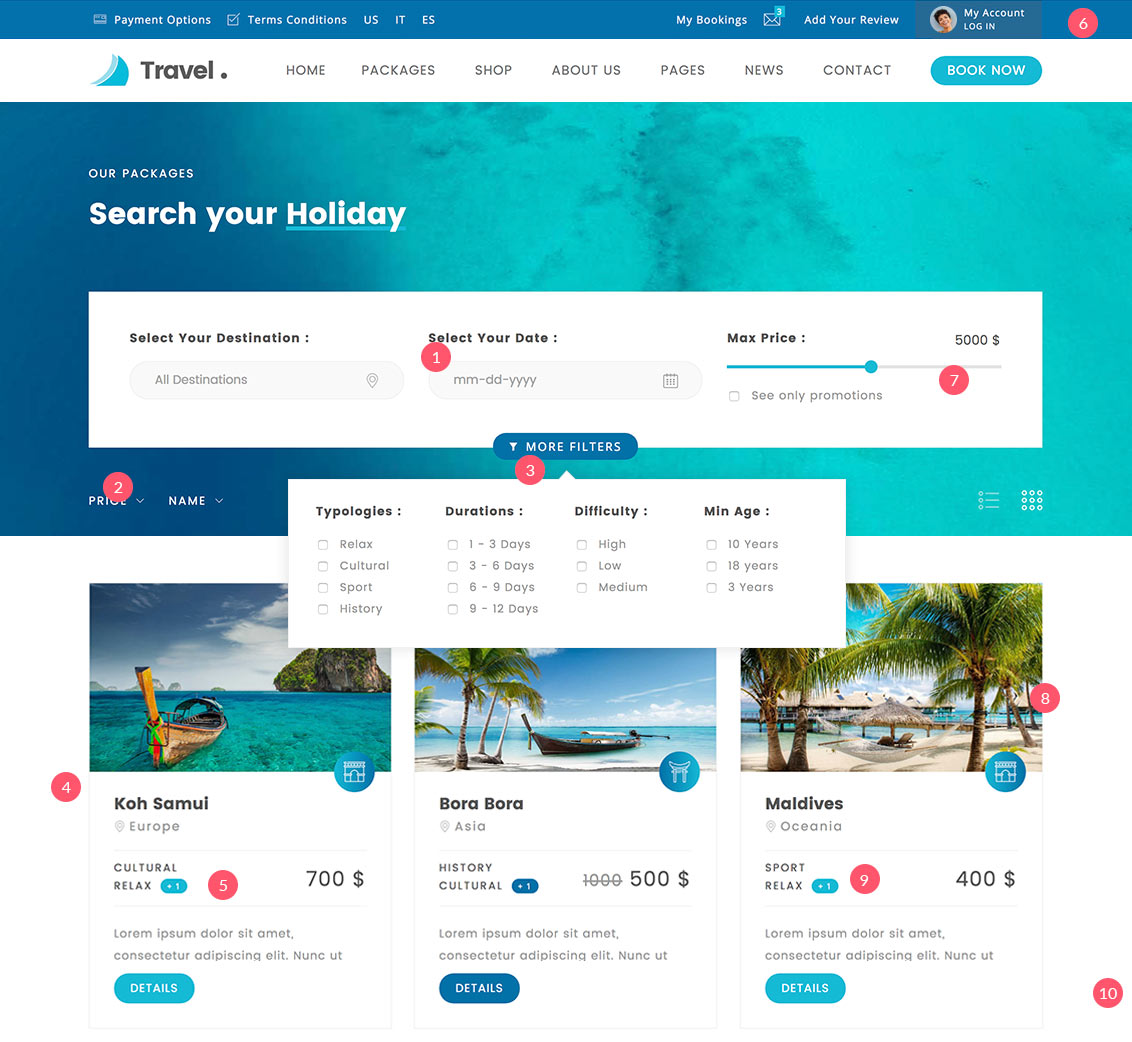 Payment Options Terms Conditions US IT ES My Bookings 3 Add Your Review My Account
LOG IN
6
Travel . HOME PACKAGES SHOP ABOUT US PAGES NEWS CONTACT BOOK NOW
OUR PACKAGES
Search your Holiday
Select Your Destination : Select Your Date : Max Price : 5000 $
1
All Destinations mm-dd-yyyy
7
See only promotions
MORE FILTERS
3
2
PRICE NAME
Typologies : Durations : Difficulty : Min Age :
Relax 1 - 3 Days High 10 Years
Cultural 3 - 6 Days Low 18 years
Sport 6 - 9 Days Medium 3 Years
History 9 - 12 Days
8
4
Koh Samui Bora Bora Maldives
Europe Asia Oceania
CULTURAL HISTORY SPORT
700 $ 1000 500 $ 400 $
RELAX + 1 CULTURAL + 1 RELAX + 1
5 9
Lorem ipsum dolor sit amet, Lorem ipsum dolor sit amet, Lorem ipsum dolor sit amet,
consectetur adipiscing elit. Nunc ut consectetur adipiscing elit. Nunc ut consectetur adipiscing elit. Nunc ut
DETAILS DETAILS DETAILS
10